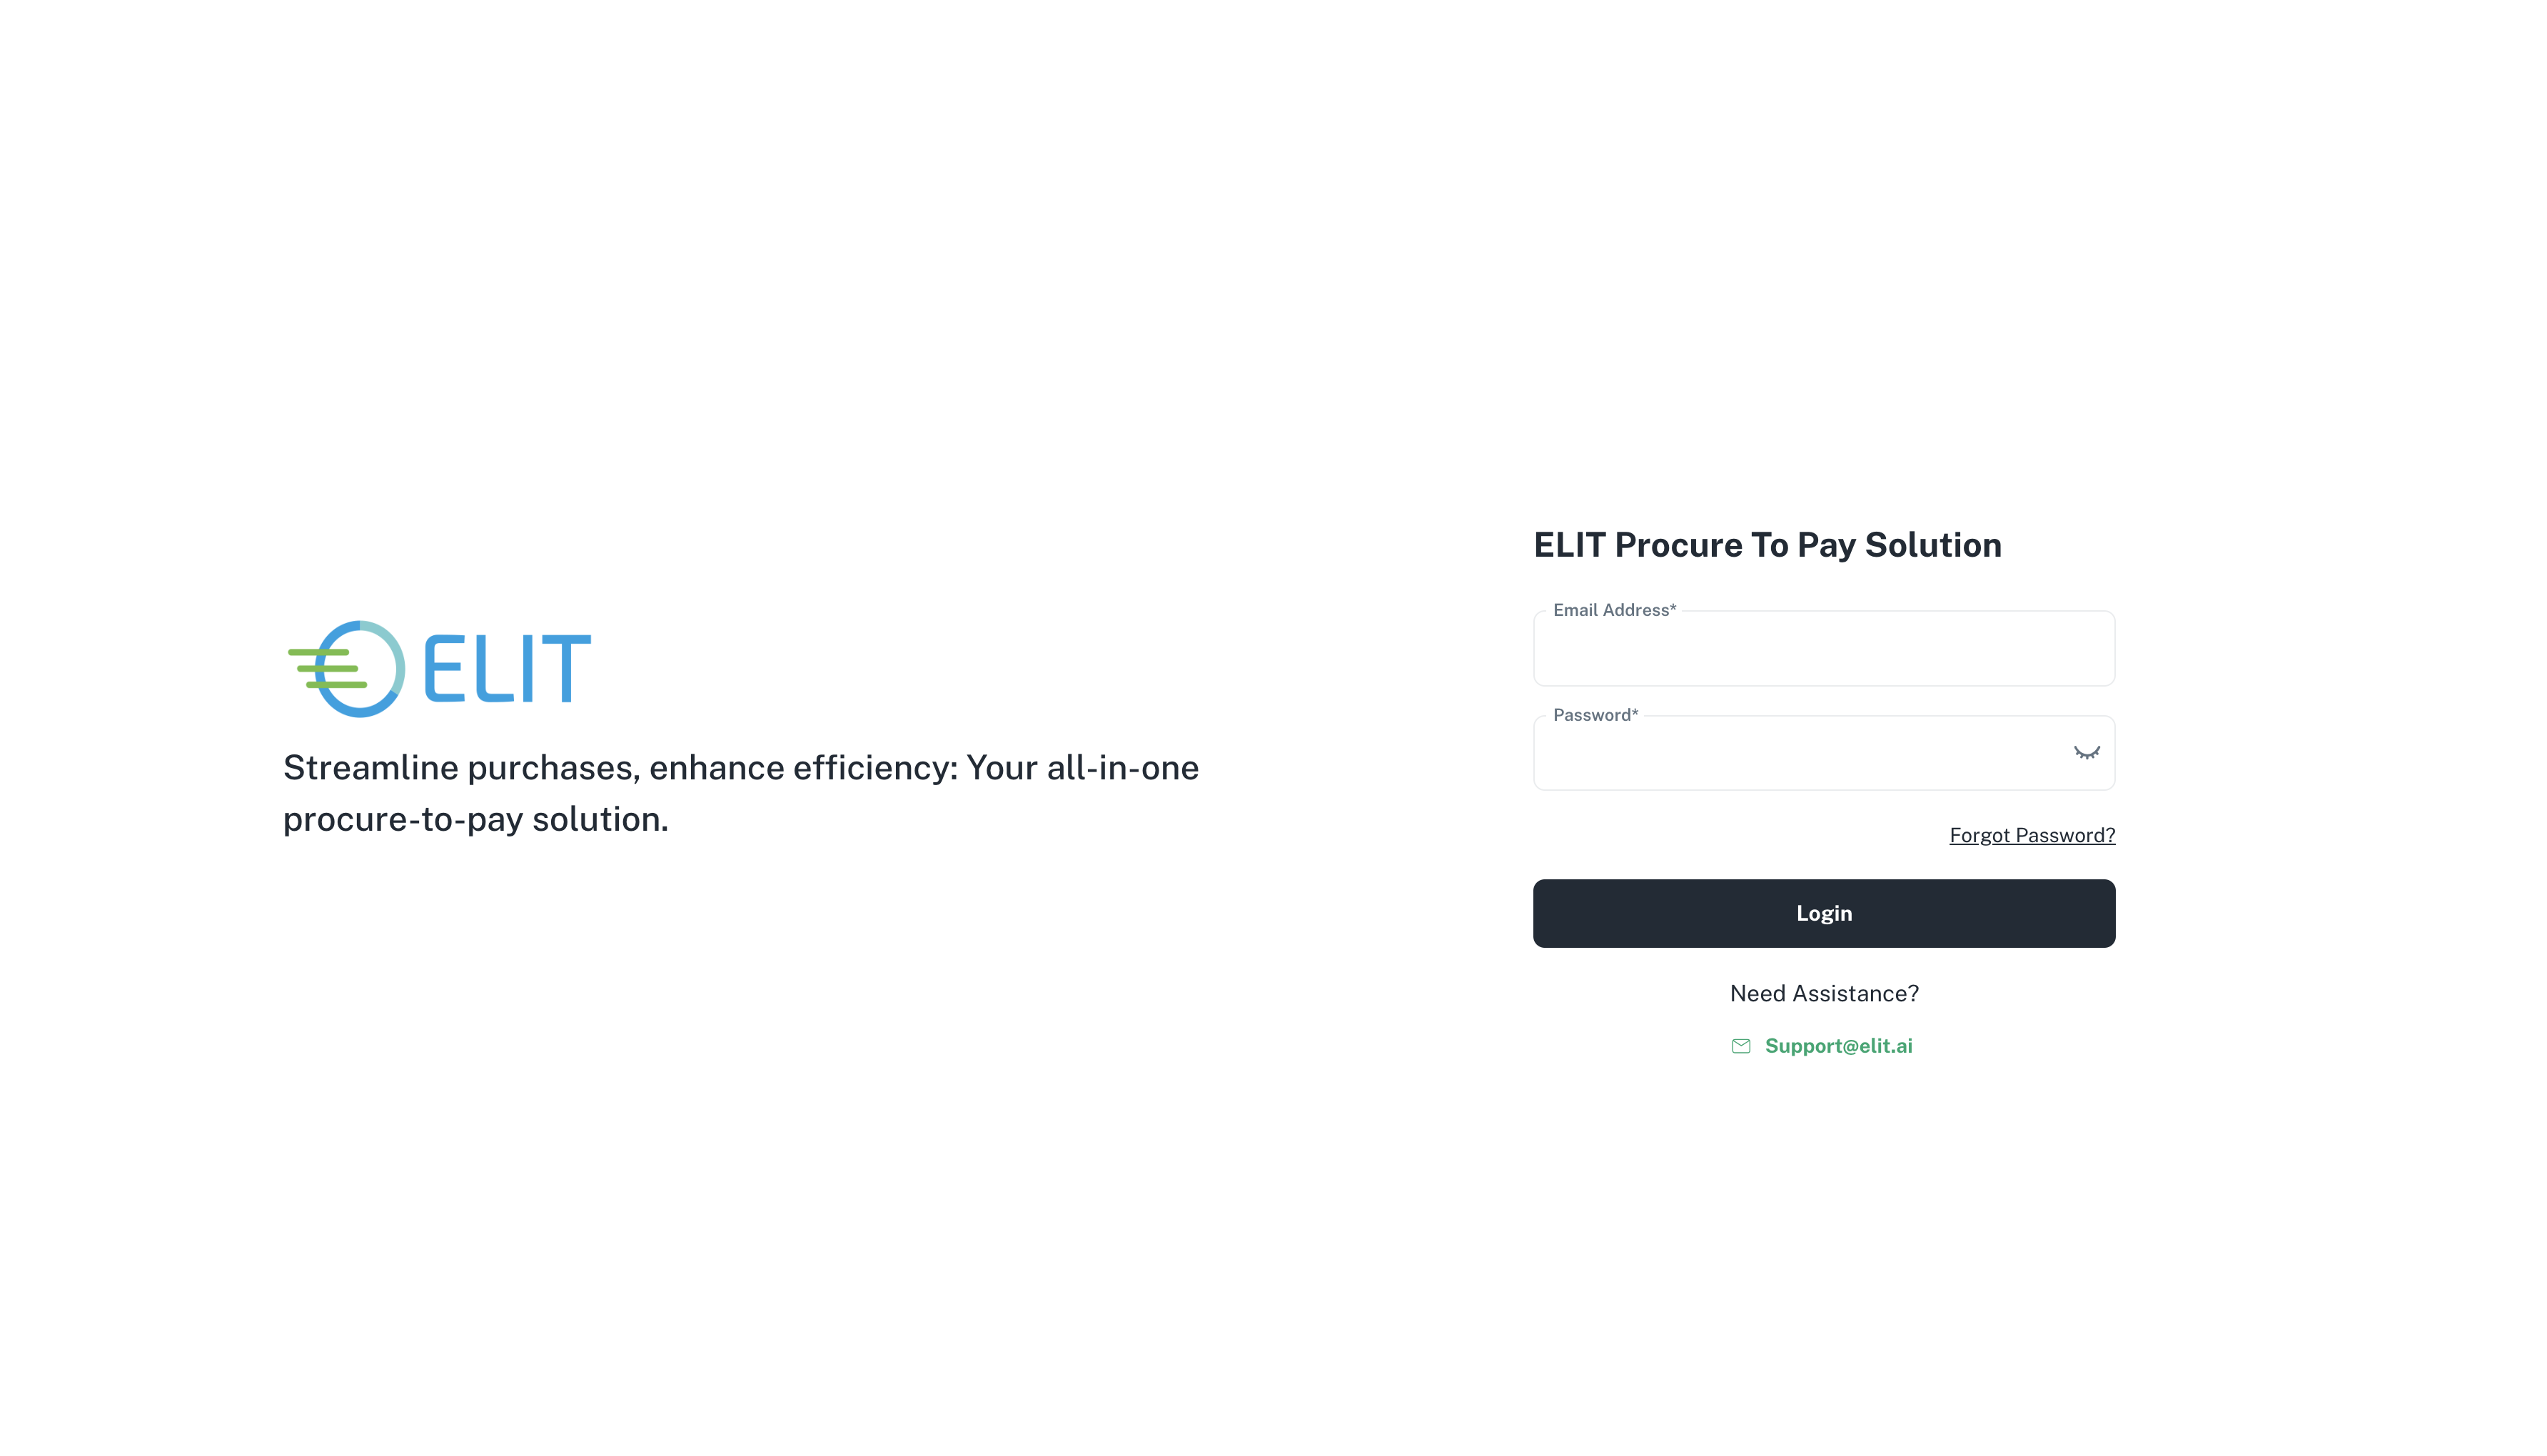 ELIT
Streamline purchases, enhance efficiency: Your all-in-one
procure-to-pay solution.
ELIT Procure To Pay Solution
Email Address*
Password*
Forgot Password?
Login
Need Assistance?
Support@elit.ai